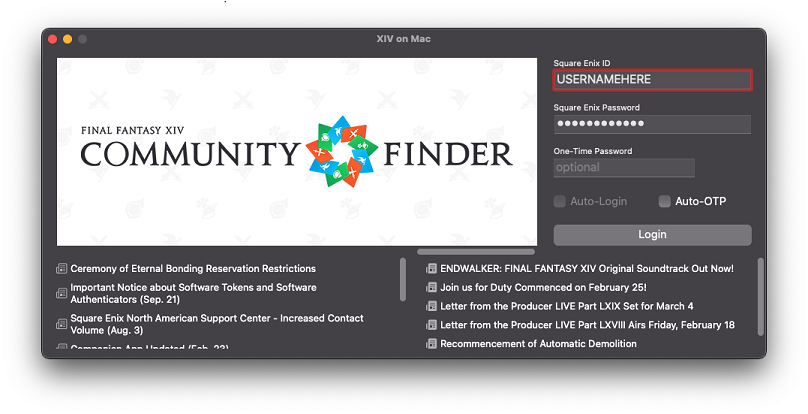 XIV on Mac
FINAL FANTASY XIV
COMMUNITY FINDER
Square Enix ID
USERNAMEHERE
Square Enix Password
One-Time Password
optional
Auto-Login
Auto-OTP
Login
Ceremony of Eternal Bonding Reservation Restrictions
Important Notice about Software Tokens and Software
Authenticators (Sep. 21)
Square Enix North American Support Center - Increased Contact
Volume (Aug. 3)
Companion App Updated (Feb. 23)
ENDWALKER: FINAL FANTASY XIV Original Soundtrack Out Now!
Join us for Duty Commenced on February 25!
Letter from the Producer LIVE Part LXIX Set for March 4
Letter from the Producer LIVE Part LXVIII Airs Friday, February 18
Recommencement of Automatic Demolition